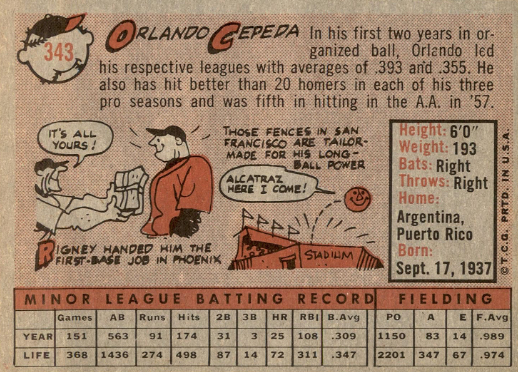 343
ORLANDO CEPEDA
In his first two years in or-
ganized ball, Orlando led
his respective leagues with averages of .393 and .355. He
also has hit better than 20 homers in each of his three
pro seasons and was fifth in hitting in the A.A. in '57.
IT'S ALL
YOURS!
RIGNEY HANDED HIM THE
FIRST-BASE JOB IN PHOENIX
THOSE FENCES IN SAN
FRANCISCO ARE TAILOR-
MADE FOR HIS LONG-
BALL POWER
ALCATRAZ
HERE I COME!
STADIUM
Height: 6'0"
Weight: 193
Bats: Right
Throws: Right
Home:
Argentina,
Puerto Rico
Born:
Sept. 17, 1937
© T.C.G. PRTD. IN U.S.A.
MINOR LEAGUE BATTING RECORD FIELDING
Games AB Runs Hits 2B 3B HR RBI B.Avg PO A E F.Avg
YEAR 151 563 91 174 31 3 25 108 .309 1150 83 14 .989
LIFE 368 1436 274 498 87 14 72 311 .347 2201 347 67 .974